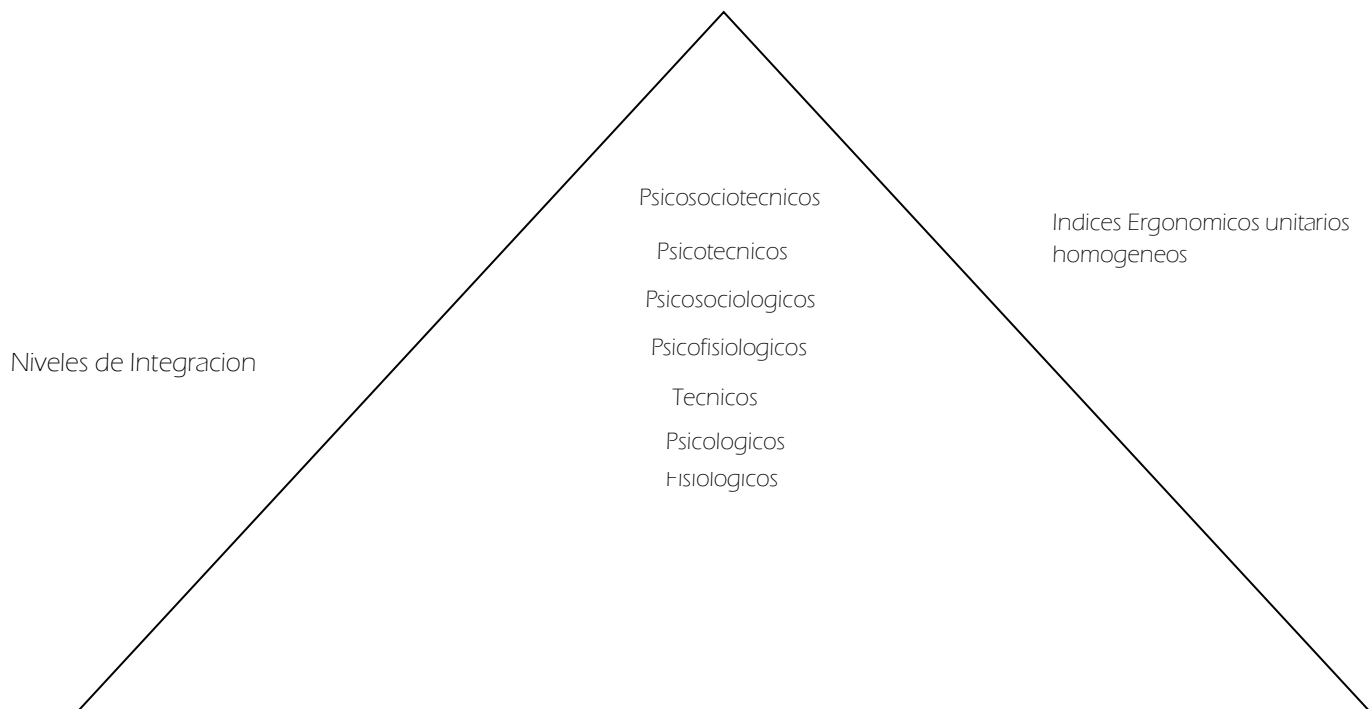 Psicosociotecnicos
Indices Ergonomicos unitarios
homogeneos
Psicotecnicos
Psicosociologicos
Psicofisiologicos
Niveles de Integracion
Tecnicos
Psicologicos
Fisiologicos